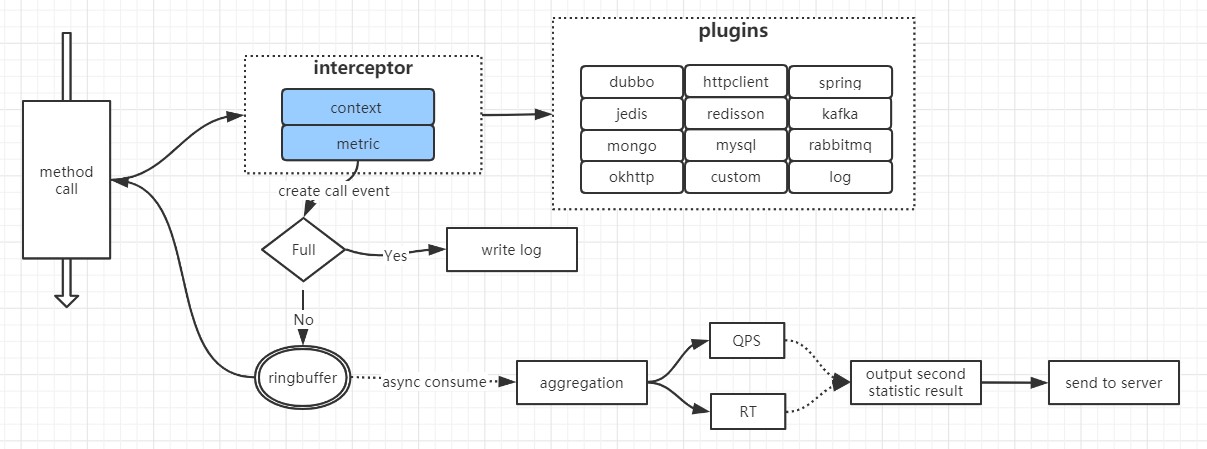 plugins
interceptor
dubbo
httpclient
spring
context
jedis
redisson
kafka
metric
mongo
mysql
rabbitmq
method
call
okhttp
custom
log
create call event
Full
Yes
write log
No
ringbuffer
async consume
aggregation
QPS
RT
output second
statistic result
send to server